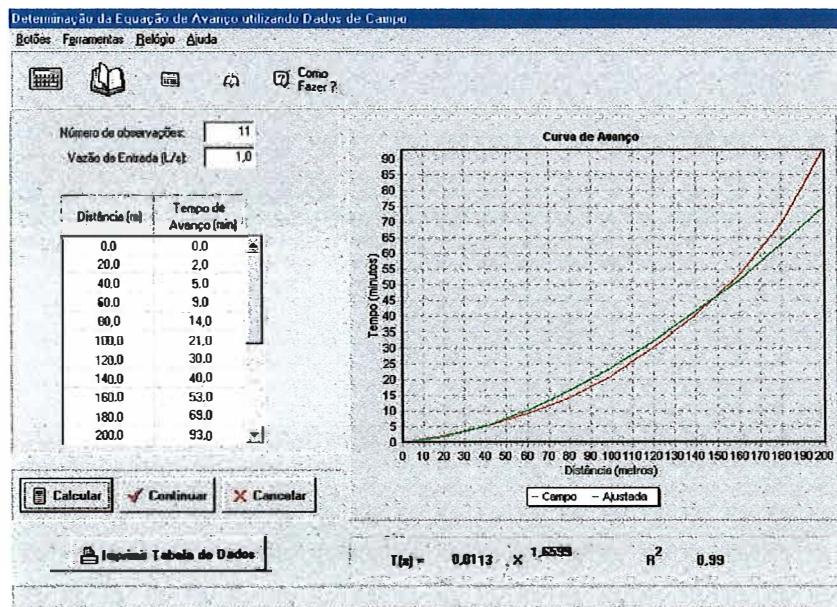 Determinação da Equação de Avanço utilizando Dados de Campo
Botões Ferramentas Relógio Ajuda
Como Fazer ?
Número de observações: 11
Vazão de Entrada (L/s): 1,0
Distância (m) Tempo de Avanço (min)
0.0 0.0
20,0 2,0
40,0 5,0
60,0 9,0
80,0 14,0
100,0 21,0
120,0 30,0
140,0 40,0
160,0 53,0
180,0 69,0
200,0 93,0
Calcular Continuar Cancelar
Imprimir Tabela de Dados
Curva de Avanço
Tempo (minutos)
90
85
80
75
70
65
60
55
50
45
40
35
30
25
20
15
10
5
0
0 10 20 30 40 50 60 70 80 90 100 110 120 130 140 150 160 170 180 190 200
Distância (metros)
Campo Ajustada
T(x) = 0,0113 X R2 0,99